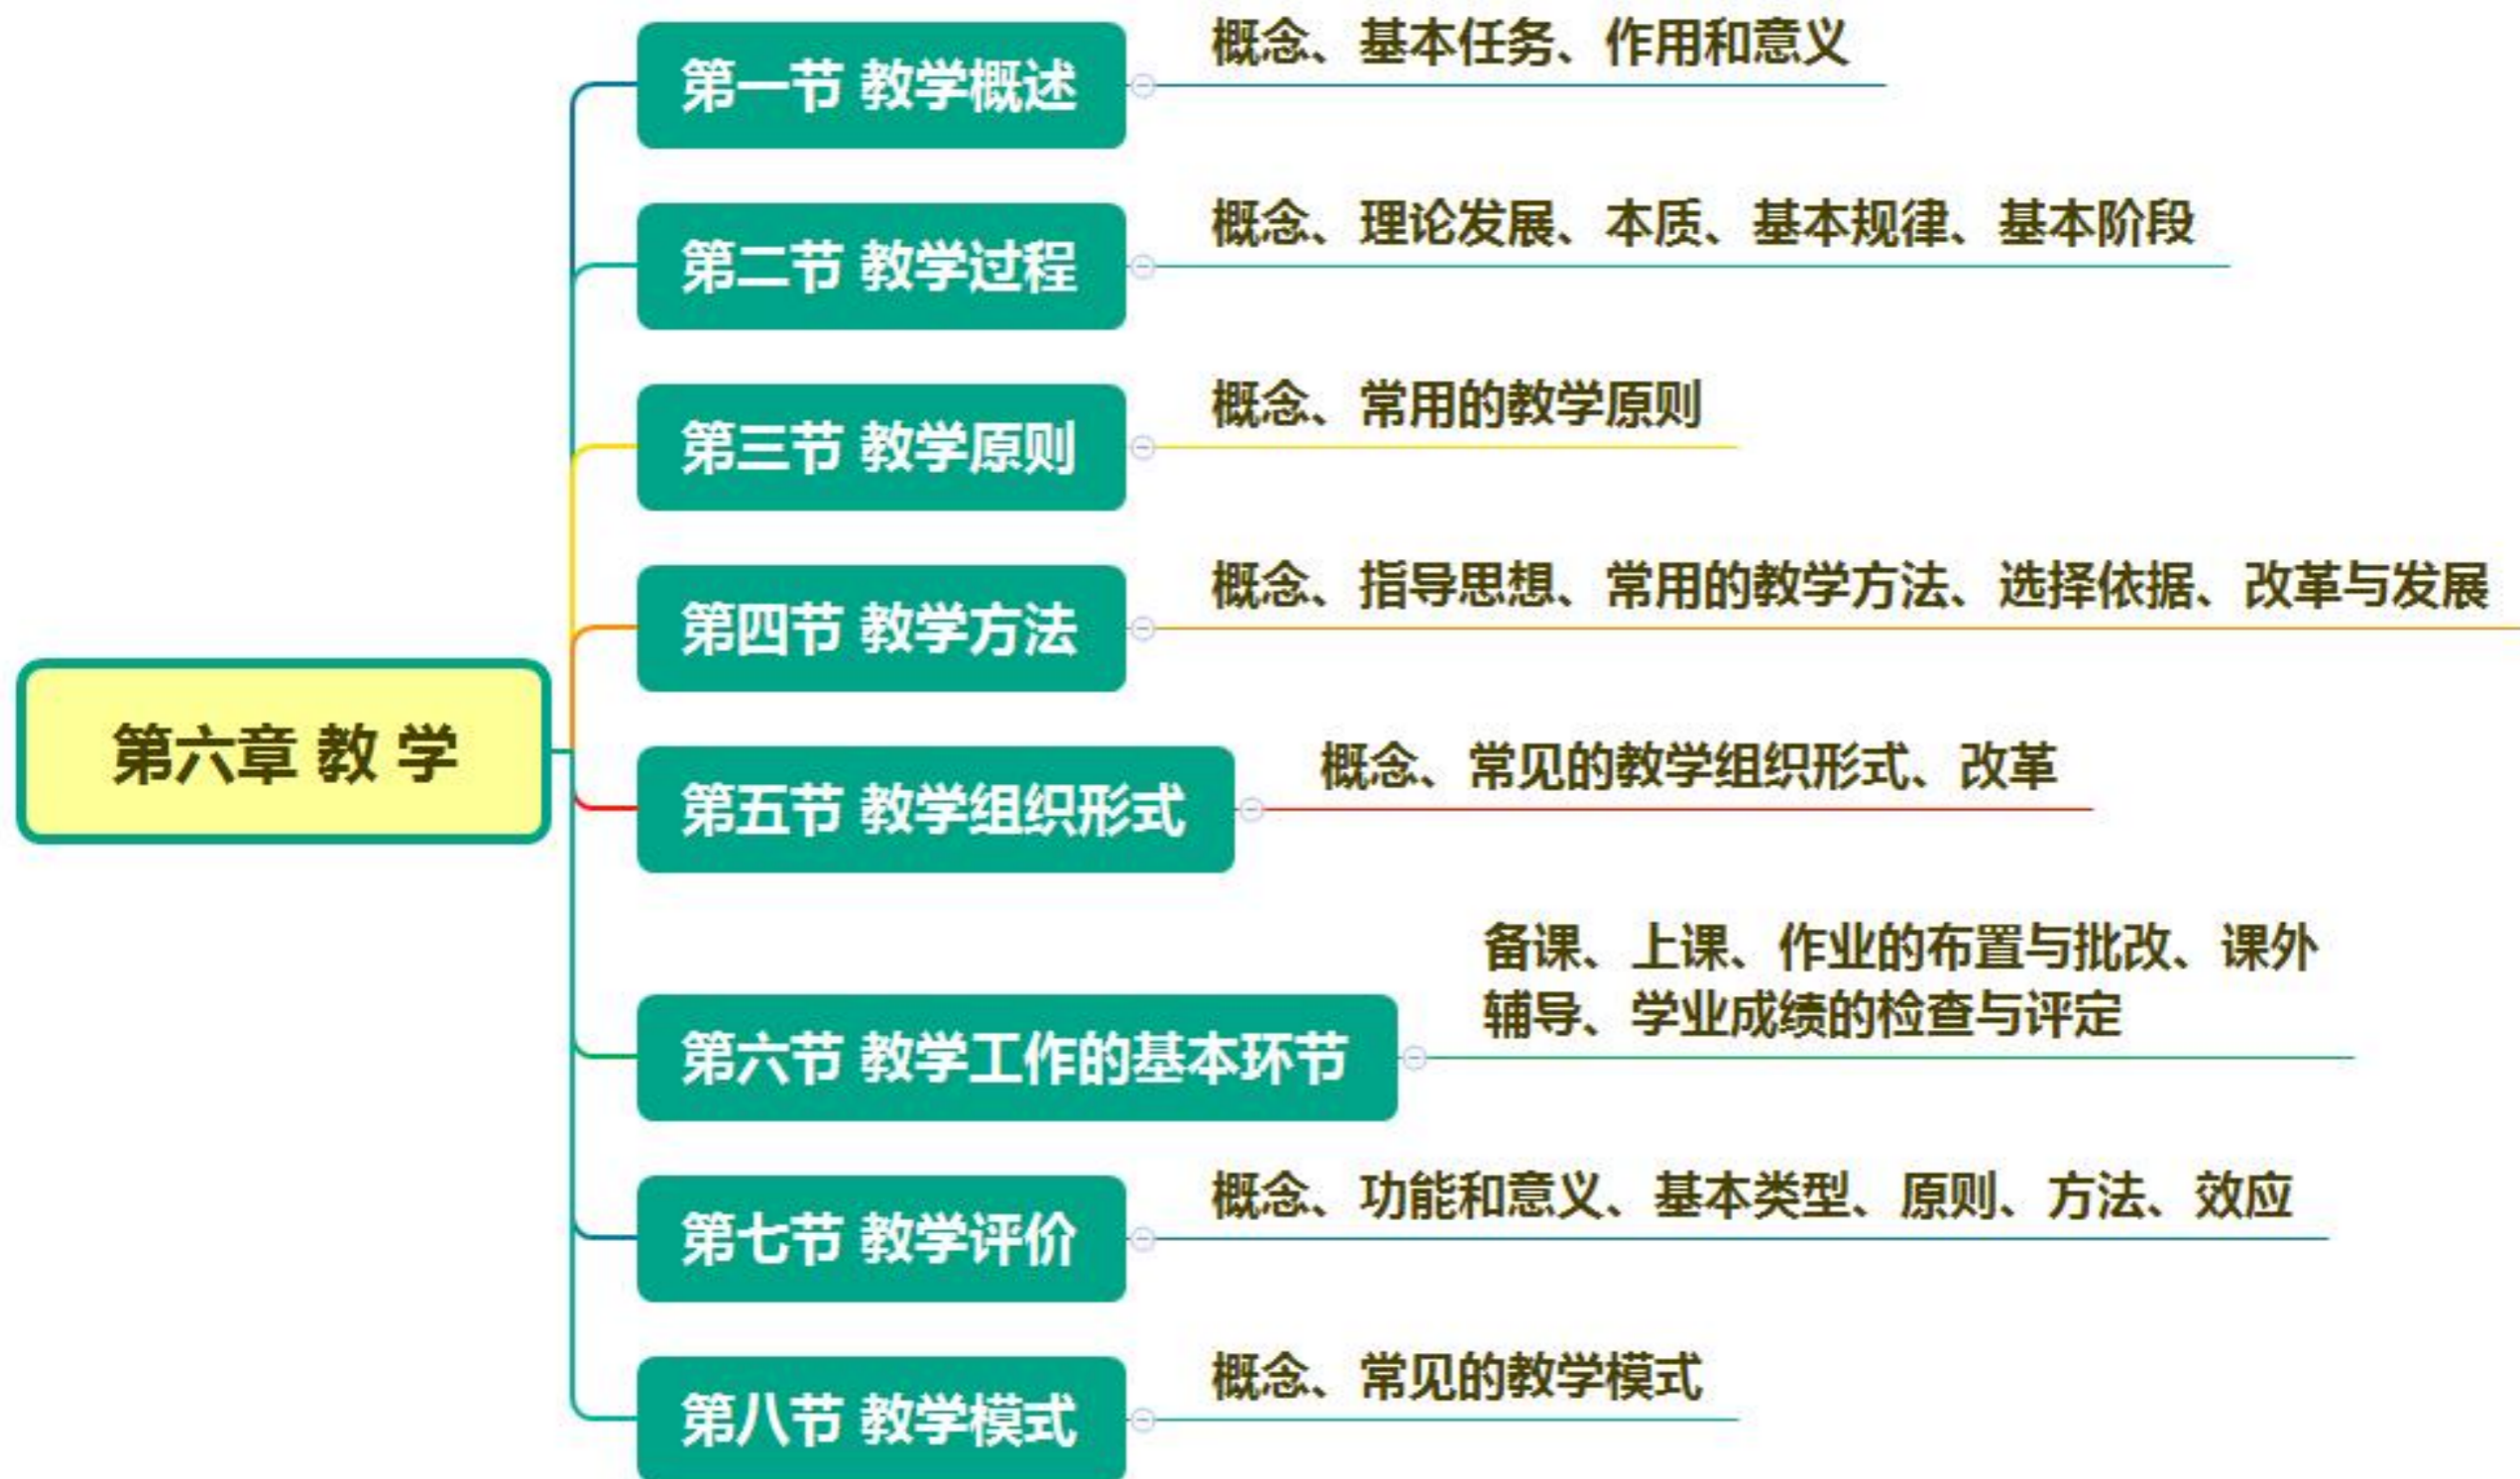 第六章 教 学
第一节 教学概述
概念、基本任务、作用和意义
第二节 教学过程
概念、理论发展、本质、基本规律、基本阶段
第三节 教学原则
概念、常用的教学原则
第四节 教学方法
概念、指导思想、常用的教学方法、选择依据、改革与发展
第五节 教学组织形式
概念、常见的教学组织形式、改革
第六节 教学工作的基本环节
备课、上课、作业的布置与批改、课外
辅导、学业成绩的检查与评定
第七节 教学评价
概念、功能和意义、基本类型、原则、方法、效应
第八节 教学模式
概念、常见的教学模式